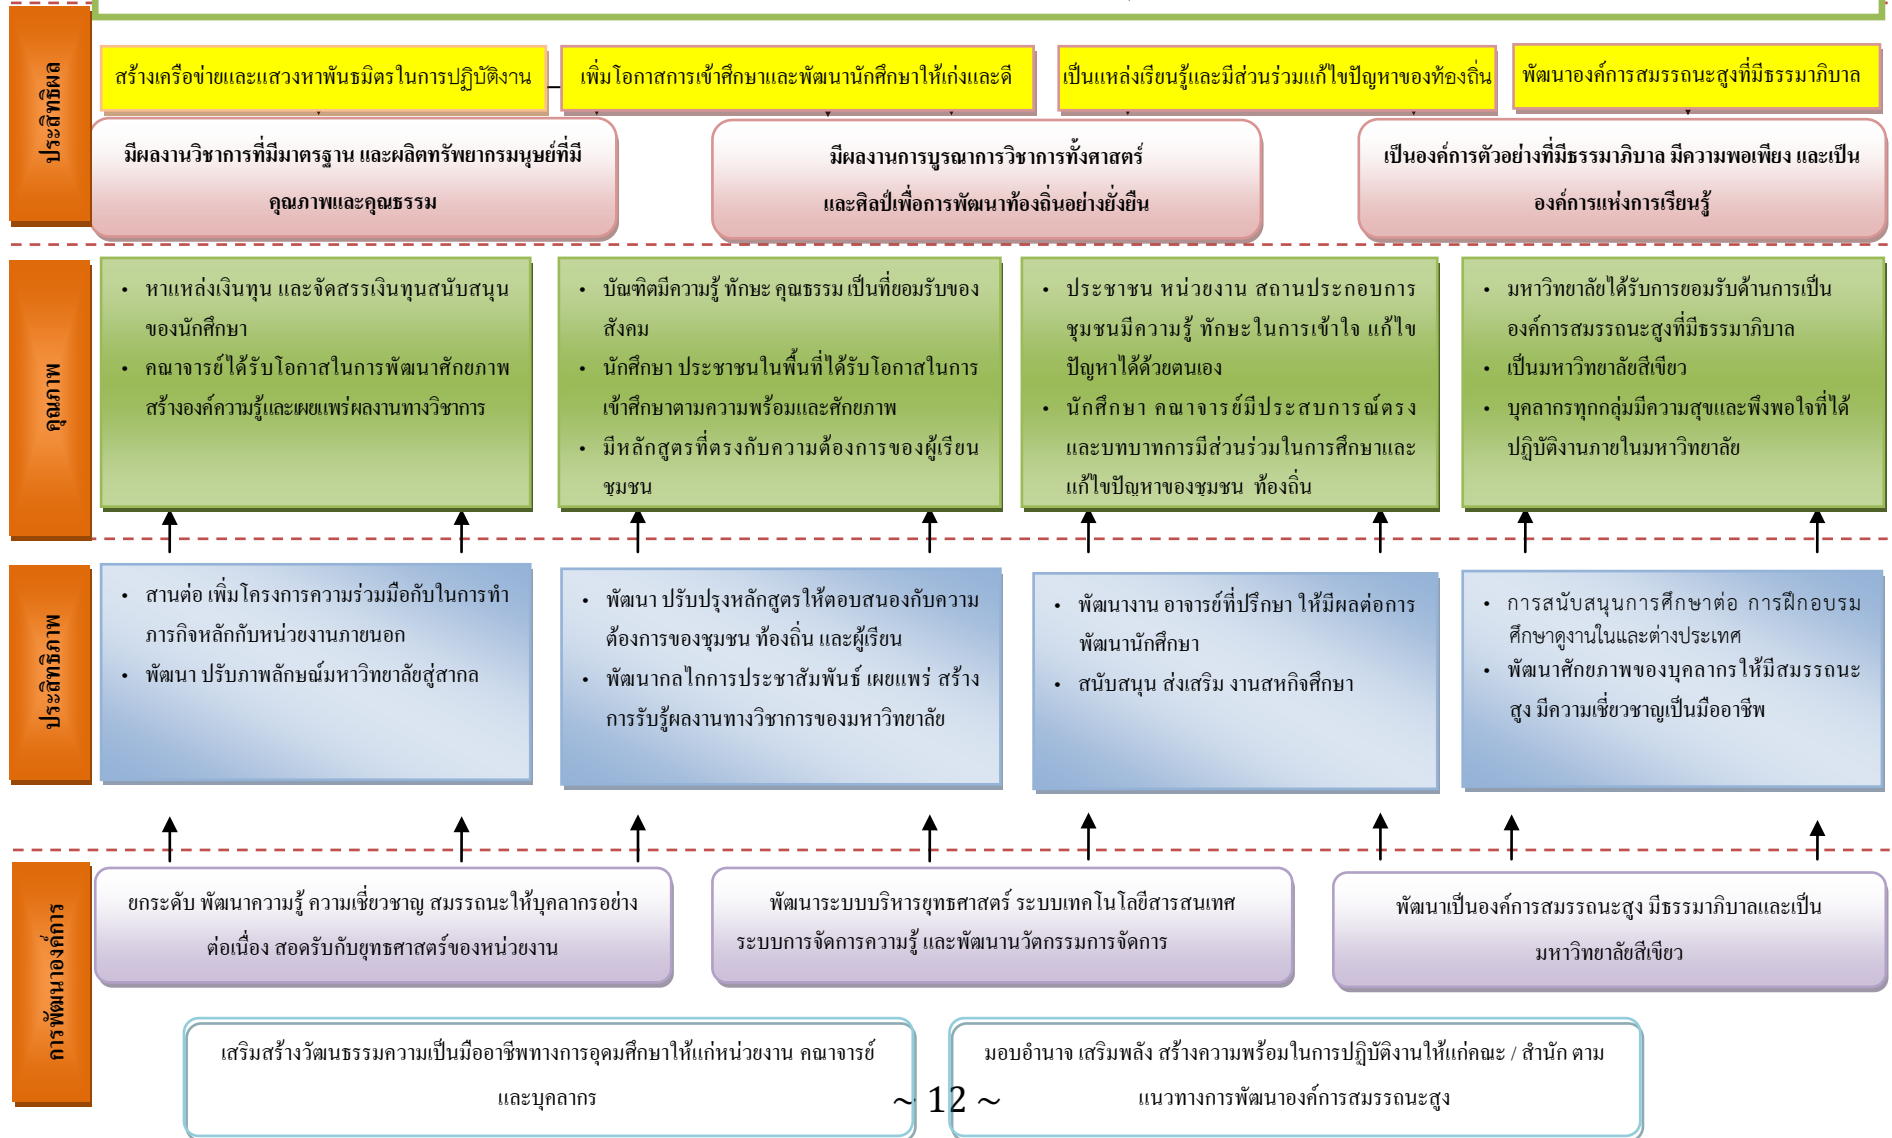 ประสิทธิผล
สร้างเครือข่ายและแสวงหาพันธมิตรในการปฏิบัติงาน
เพิ่มโอกาสการเข้าศึกษาและพัฒนานักศึกษาให้เก่งและดี
เป็นแหล่งเรียนรู้และมีส่วนร่วมแก้ไขปัญหาของท้องถิ่น
พัฒนาองค์การสมรรถนะสูงที่มีธรรมาภิบาล
มีผลงานวิชาการที่มีมาตรฐาน และผลิตทรัพยากรมนุษย์ที่มี
คุณภาพและคุณธรรม
มีผลงานการบูรณาการวิชาการทั้งศาสตร์
และศิลป์เพื่อการพัฒนาท้องถิ่นอย่างยั่งยืน
เป็นองค์การตัวอย่างที่มีธรรมาภิบาล มีความพอเพียง และเป็น
องค์การแห่งการเรียนรู้
คุณภาพ
• หาแหล่งเงินทุน และจัดสรรเงินทุนสนับสนุน
ของนักศึกษา
• คณาจารย์ได้รับโอกาสในการพัฒนาศักยภาพ
สร้างองค์ความรู้และเผยแพร่ผลงานทางวิชาการ
• บัณฑิตมีความรู้ ทักษะ คุณธรรม เป็นที่ยอมรับของ
สังคม
• นักศึกษา ประชาชนในพื้นที่ได้รับโอกาสในการ
เข้าศึกษาตามความพร้อมและศักยภาพ
• มีหลักสูตรที่ตรงกับความต้องการของผู้เรียน
ชุมชน
• ประชาชน หน่วยงาน สถานประกอบการ
ชุมชนมีความรู้ ทักษะในการเข้าใจ แก้ไข
ปัญหาได้ด้วยตนเอง
• นักศึกษา คณาจารย์มีประสบการณ์ตรง
และบทบาทการมีส่วนร่วมในการศึกษาและ
แก้ไขปัญหาของชุมชน ท้องถิ่น
• มหาวิทยาลัยได้รับการยอมรับด้านการเป็น
องค์การสมรรถนะสูงที่มีธรรมาภิบาล
• เป็นมหาวิทยาลัยสีเขียว
• บุคลากรทุกกลุ่มมีความสุขและพึงพอใจที่ได้
ปฏิบัติงานภายในมหาวิทยาลัย
ประสิทธิภาพ
• สานต่อ เพิ่มโครงการความร่วมมือกับในการทำ
ภารกิจหลักกับหน่วยงานภายนอก
• พัฒนา ปรับภาพลักษณ์มหาวิทยาลัยสู่สากล
• พัฒนา ปรับปรุงหลักสูตรให้ตอบสนองกับความ
ต้องการของชุมชน ท้องถิ่น และผู้เรียน
• พัฒนากลไกการประชาสัมพันธ์ เผยแพร่ สร้าง
การรับรู้ผลงานทางวิชาการของมหาวิทยาลัย
• พัฒนางาน อาจารย์ที่ปรึกษา ให้มีผลต่อการ
พัฒนานักศึกษา
• สนับสนุน ส่งเสริม งานสหกิจศึกษา
• การสนับสนุนการศึกษาต่อ การฝึกอบรม
ศึกษาดูงานในและต่างประเทศ
• พัฒนาศักยภาพของบุคลากรให้มีสมรรถนะ
สูง มีความเชี่ยวชาญเป็นมืออาชีพ
การพัฒนาองค์การ
ยกระดับ พัฒนาความรู้ ความเชี่ยวชาญ สมรรถนะให้บุคลากรอย่าง
ต่อเนื่อง สอดรับกับยุทธศาสตร์ของหน่วยงาน
พัฒนาระบบบริหารยุทธศาสตร์ ระบบเทคโนโลยีสารสนเทศ
ระบบการจัดการความรู้ และพัฒนานวัตกรรมการจัดการ
พัฒนาเป็นองค์การสมรรถนะสูง มีธรรมาภิบาลและเป็น
มหาวิทยาลัยสีเขียว
เสริมสร้างวัฒนธรรมความเป็นมืออาชีพทางการอุดมศึกษาให้แก่หน่วยงาน คณาจารย์
และบุคลากร
มอบอำนาจ เสริมพลัง สร้างความพร้อมในการปฏิบัติงานให้แก่คณะ / สำนัก ตาม
แนวทางการพัฒนาองค์การสมรรถนะสูง
~ 12 ~